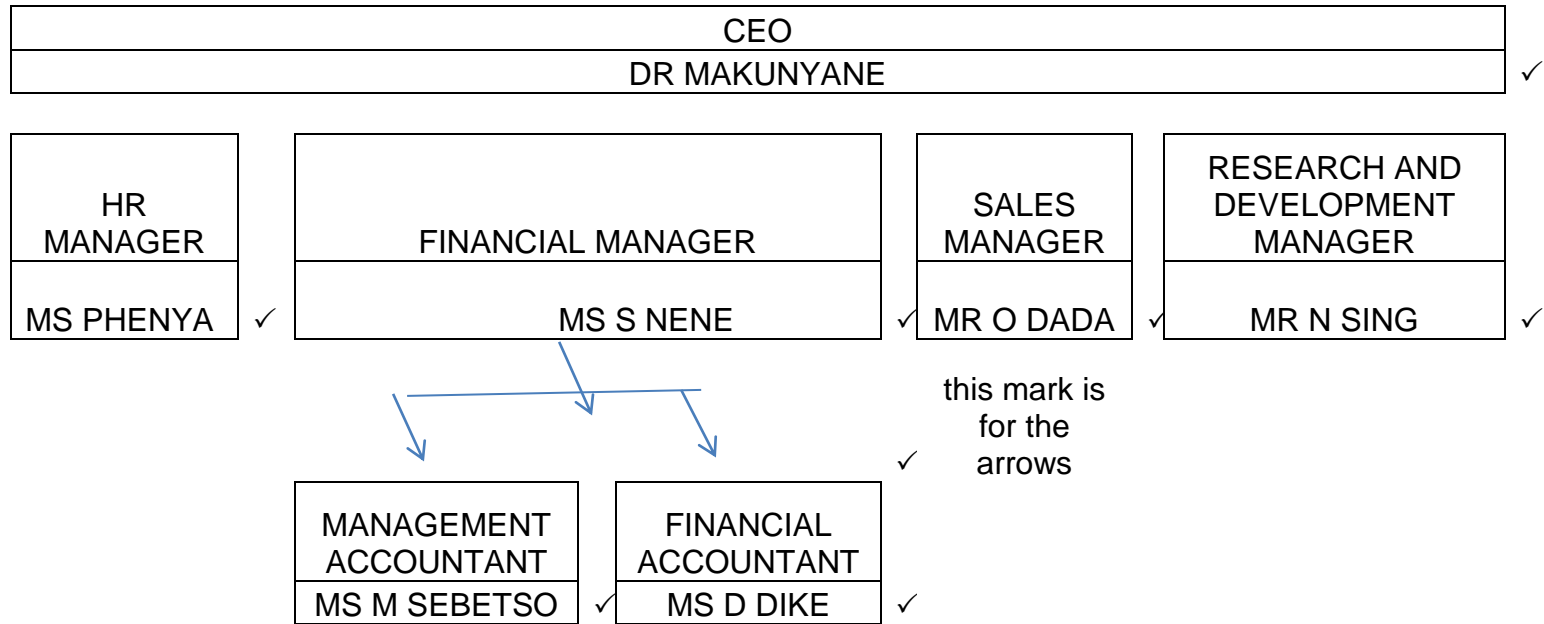 CEO
DR MAKUNYANE ✓
HR
MANAGER
MS PHENYA ✓
FINANCIAL MANAGER
MS S NENE ✓
SALES
MANAGER
MR O DADA ✓
RESEARCH AND
DEVELOPMENT
MANAGER
MR N SING ✓
this mark is
for the
✓ arrows
MANAGEMENT
ACCOUNTANT
MS M SEBETSO ✓
FINANCIAL
ACCOUNTANT
MS D DIKE ✓